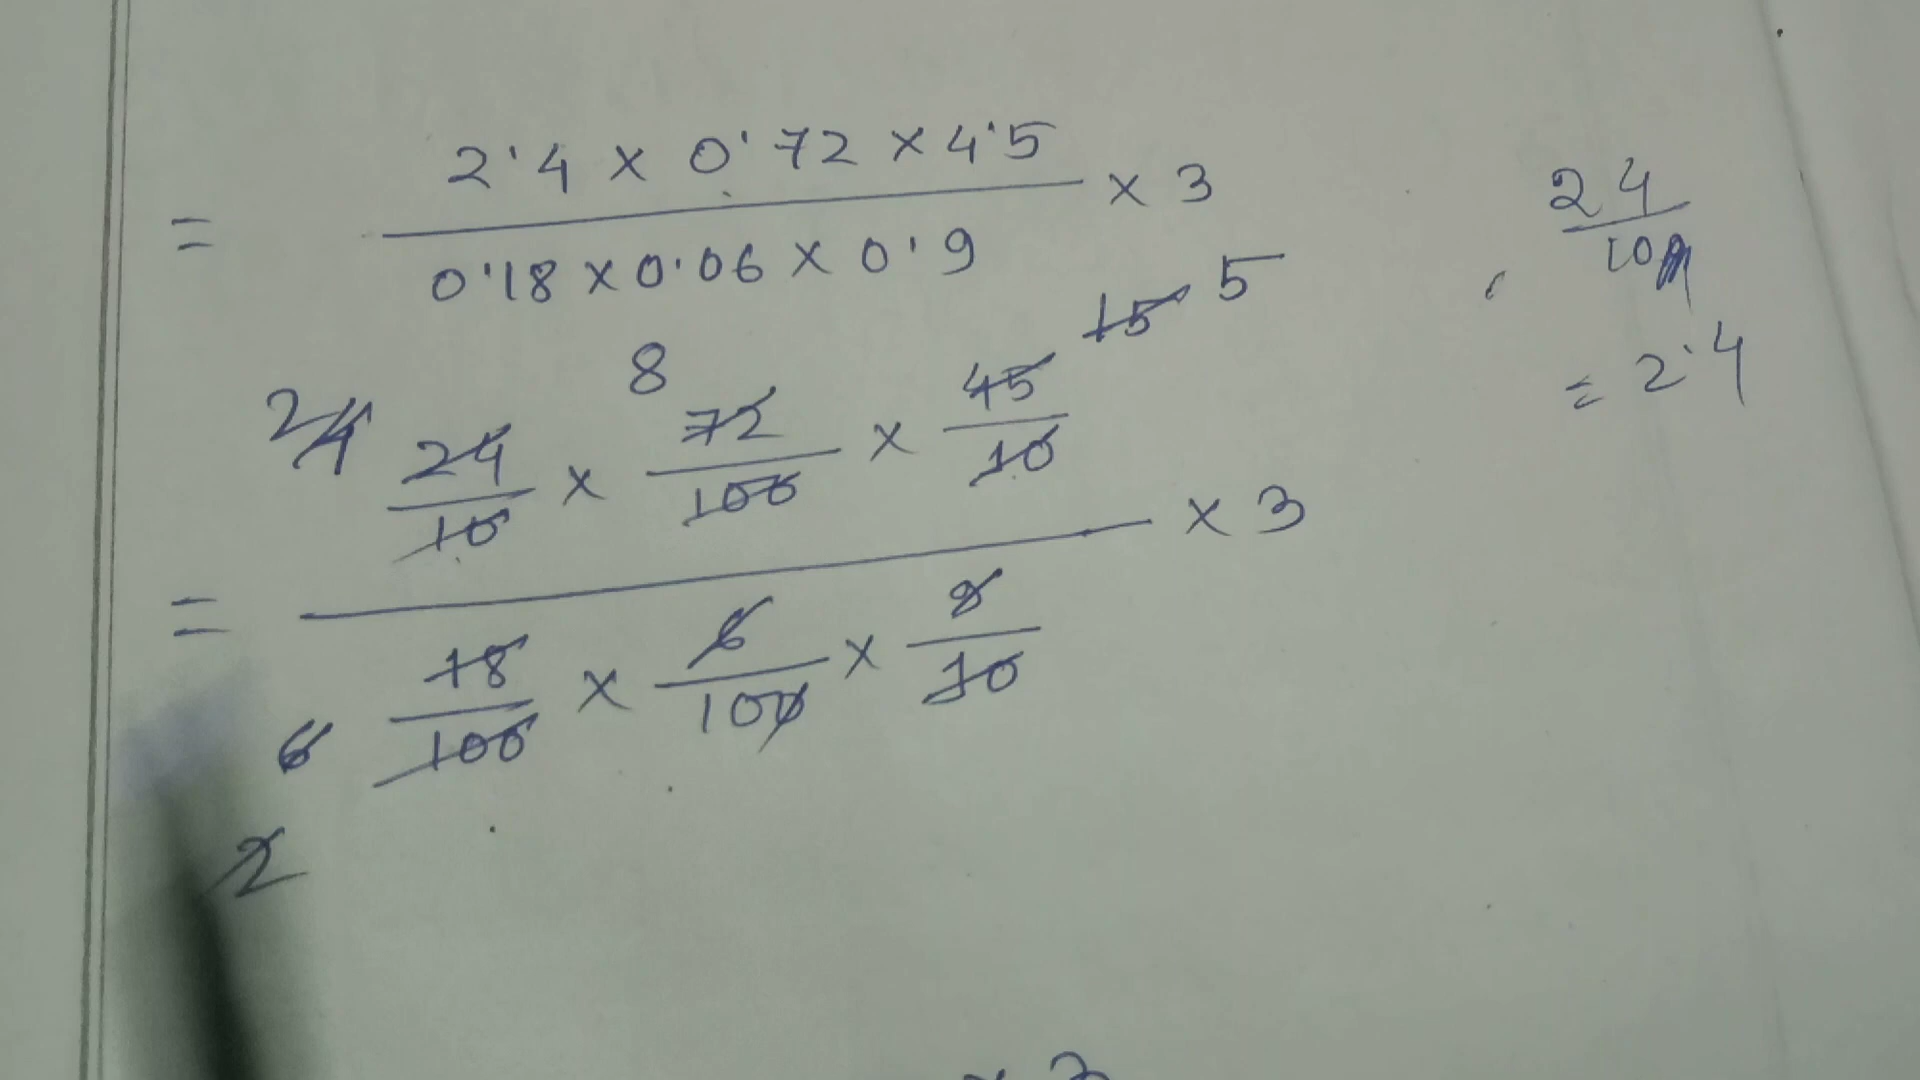 2.4 × 0.72 × 4.5
= ———————— × 3
0.18 × 0.06 × 0.9
24
10
= 2.4
15 5
8
2 4 24/10 × 72/100 × 45/10
= ———————— × 3
18/100 × 6/100 × 9/10
6
2
× 3